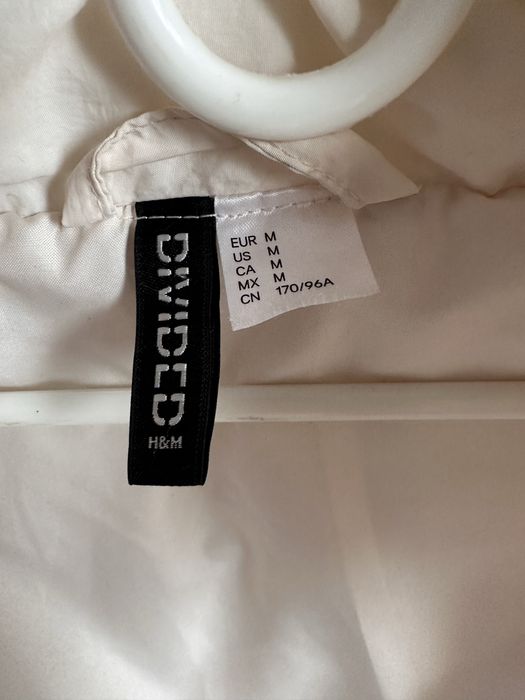 DIVIDED
H&M
EUR M
US M
CA M
MX M
CN 170/96A